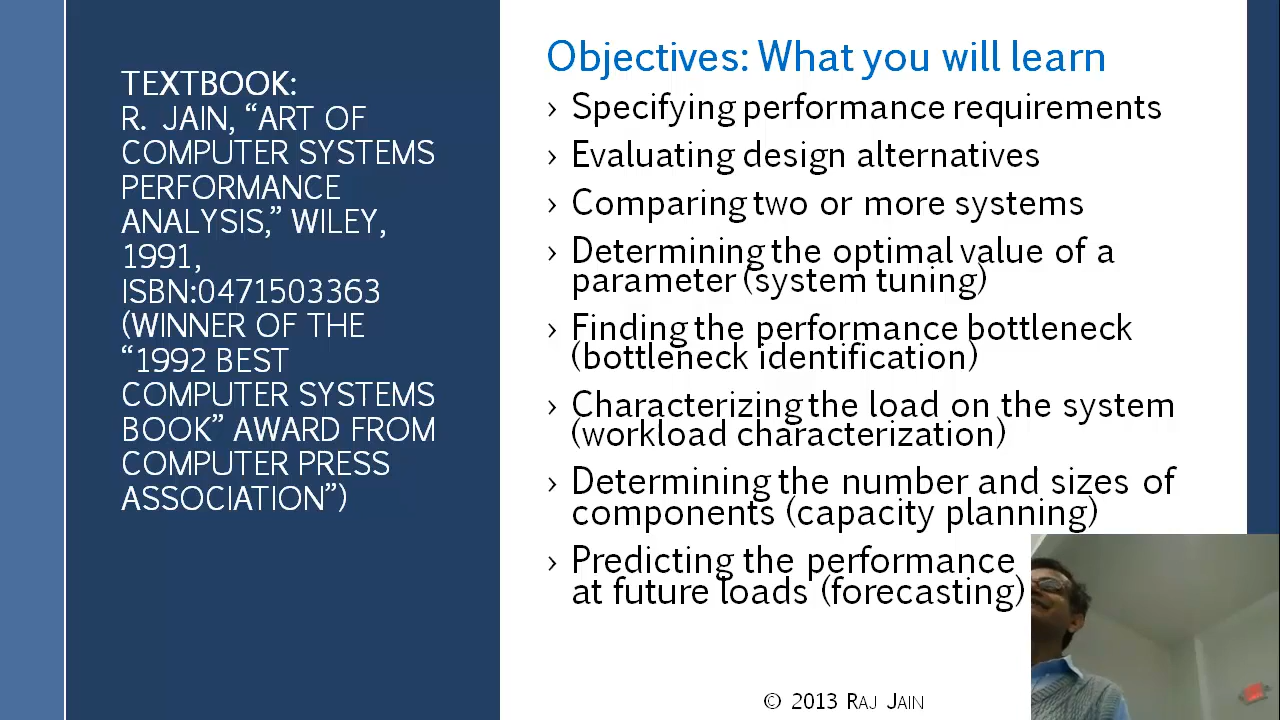 TEXTBOOK:
R. JAIN, “ART OF
COMPUTER SYSTEMS
PERFORMANCE
ANALYSIS,” WILEY,
1991,
ISBN:0471503363
(WINNER OF THE
“1992 BEST
COMPUTER SYSTEMS
BOOK” AWARD FROM
COMPUTER PRESS
ASSOCIATION”)
Objectives: What you will learn
› Specifying performance requirements
› Evaluating design alternatives
› Comparing two or more systems
› Determining the optimal value of a
parameter (system tuning)
› Finding the performance bottleneck
(bottleneck identification)
› Characterizing the load on the system
(workload characterization)
› Determining the number and sizes of
components (capacity planning)
› Predicting the performance
at future loads (forecasting)
© 2013 RAJ JAIN